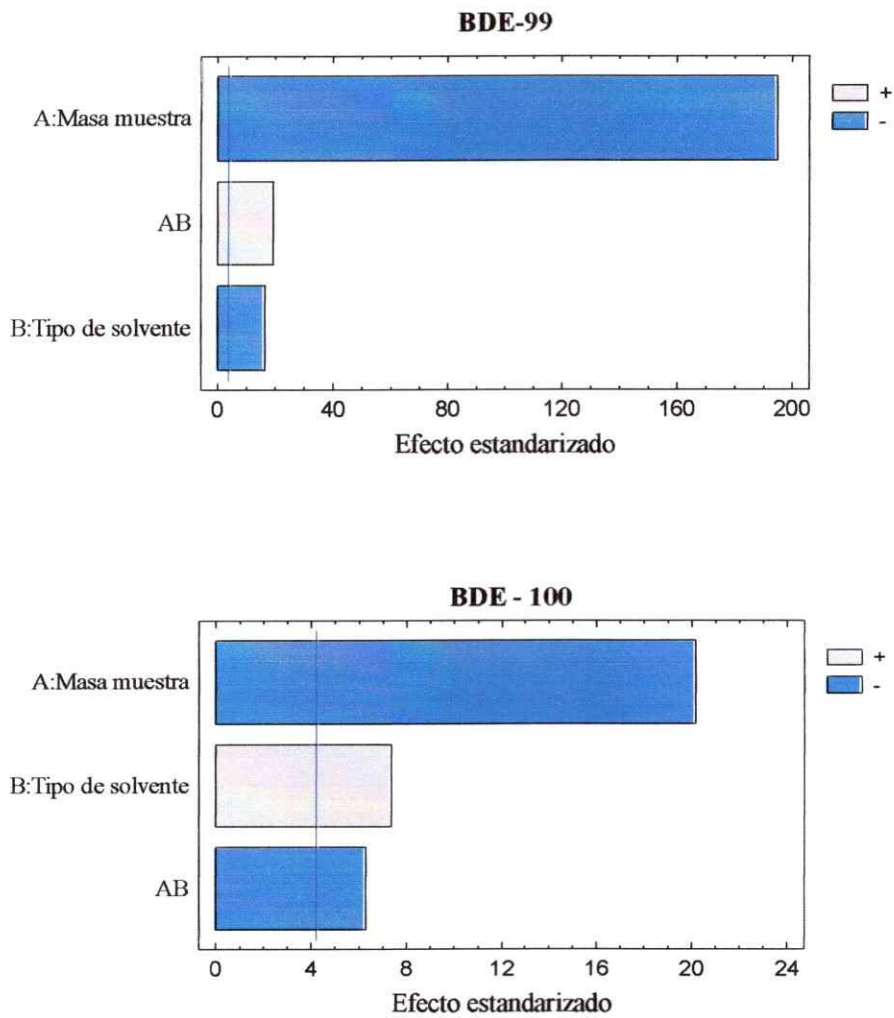 BDE-99
A:Masa muestra
+
-
AB
B:Tipo de solvente
0 40 80 120 160 200
Efecto estandarizado
BDE - 100
A:Masa muestra
+
-
B:Tipo de solvente
AB
0 4 8 12 16 20 24
Efecto estandarizado